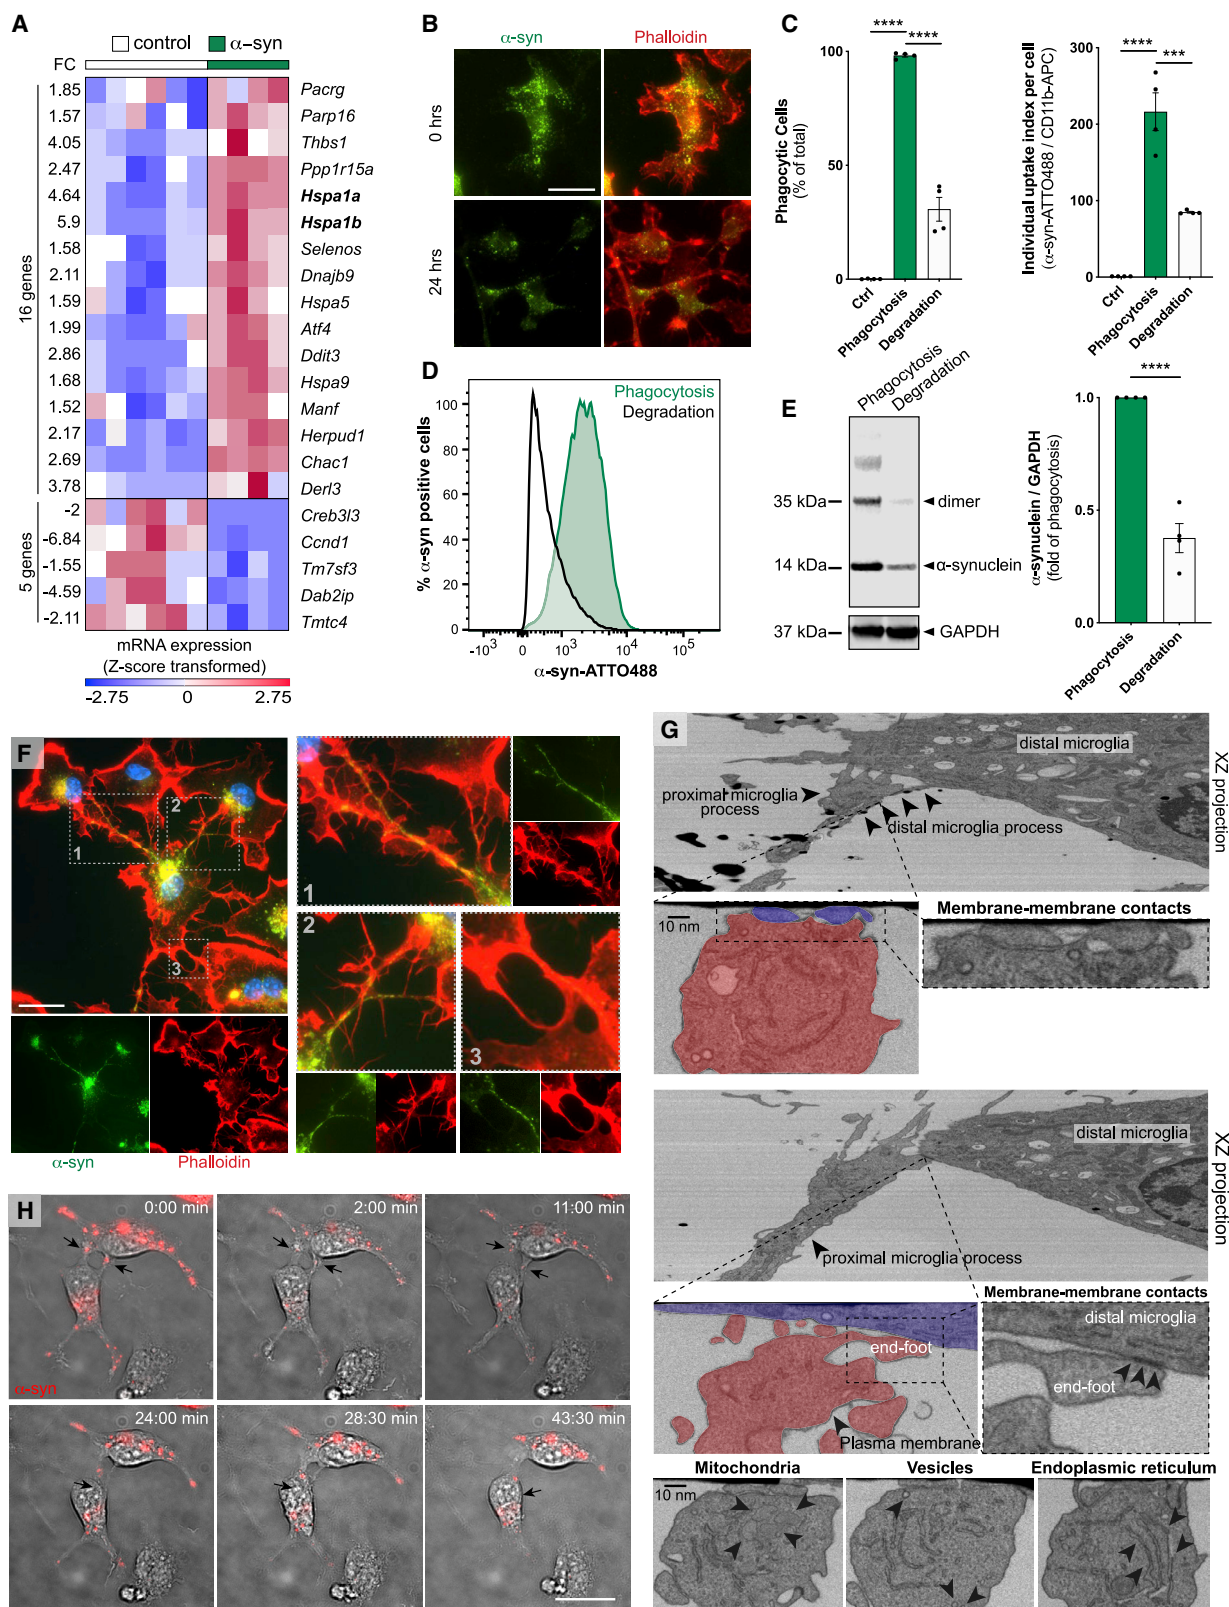 A
control
α-syn
FC
16 genes
5 genes
1.85 Pacrg
1.57 Parp16
4.05 Thbs1
2.47 Ppp1r15a
4.64 Hspa1a
5.9 Hspa1b
1.58 Selenos
2.11 Dnajb9
1.59 Hspa5
1.99 Atf4
2.86 Ddit3
1.68 Hspa9
1.52 Manf
2.17 Herpud1
2.69 Chac1
3.78 Derl3
-2 Creb3l3
-6.84 Ccnd1
-1.55 Tm7sf3
-4.59 Dab2ip
-2.11 Tmtc4
mRNA expression
(Z-score transformed)
-2.75 0 2.75
B
α-syn
Phalloidin
0 hrs
24 hrs
C
**** ****
Phagocytic Cells
(% of total)
100
50
0
Ctrl
Phagocytosis
Degradation
**** ***
Individual uptake index per cell
(α-syn-ATTO488 / CD11b-APC)
300
200
100
0
Ctrl
Phagocytosis
Degradation
D
Phagocytosis
Degradation
% α-syn positive cells
100
80
60
40
20
0
-10³ 0 10³ 10⁴ 10⁵
α-syn-ATTO488
E
Phagocytosis
Degradation
35 kDa
dimer
14 kDa
α-synuclein
37 kDa
GAPDH
****
α-synuclein / GAPDH
(fold of phagocytosis)
1.0
0.5
0
Phagocytosis
Degradation
F
1
2
3
α-syn
Phalloidin
1
2
3
G
distal microglia
proximal microglia
process
distal microglia process
XZ projection
10 nm
Membrane-membrane contacts
distal microglia
proximal microglia process
XZ projection
Membrane-membrane contacts
end-foot
Plasma membrane
distal microglia
end-foot
Mitochondria
Vesicles
Endoplasmic reticulum
10 nm
H
0:00 min
2:00 min
11:00 min
α-syn
24:00 min
28:30 min
43:30 min